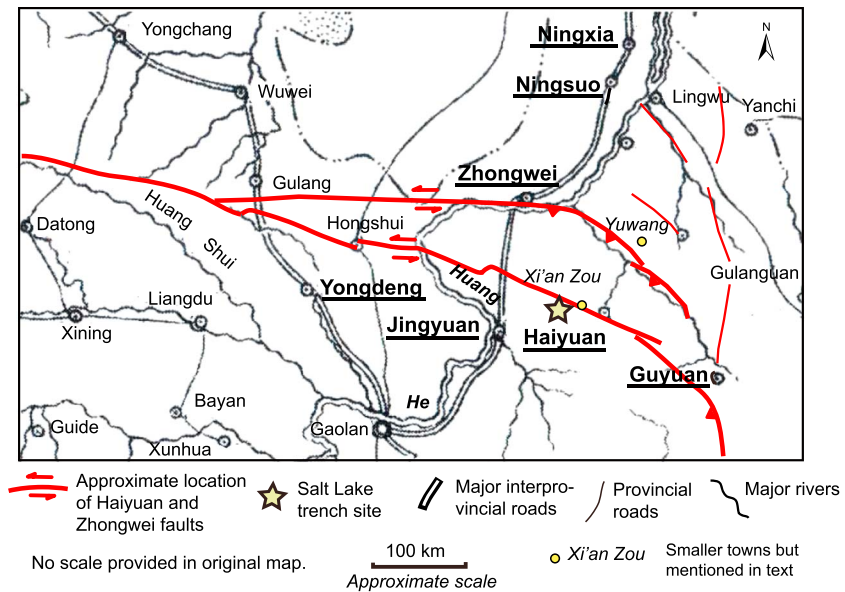 Yongchang
Ningxia
N
Ningsuo
Wuwei
Lingwu
Yanchi
Zhongwei
Gulang
Huang
Shui
Hongshui
Yuwang
Datong
Xi'an Zou
Gulanguan
Huang
Yongdeng
Liangdu
Jingyuan
Haiyuan
Xining
Guyuan
Bayan
He
Guide
Gaolan
Xunhua
Approximate location
of Haiyuan and
Zhongwei faults
Salt Lake
trench site
Major interpro-
vincial roads
Provincial
roads
Major rivers
No scale provided in original map.
100 km
Approximate scale
Xi'an Zou
Smaller towns but
mentioned in text